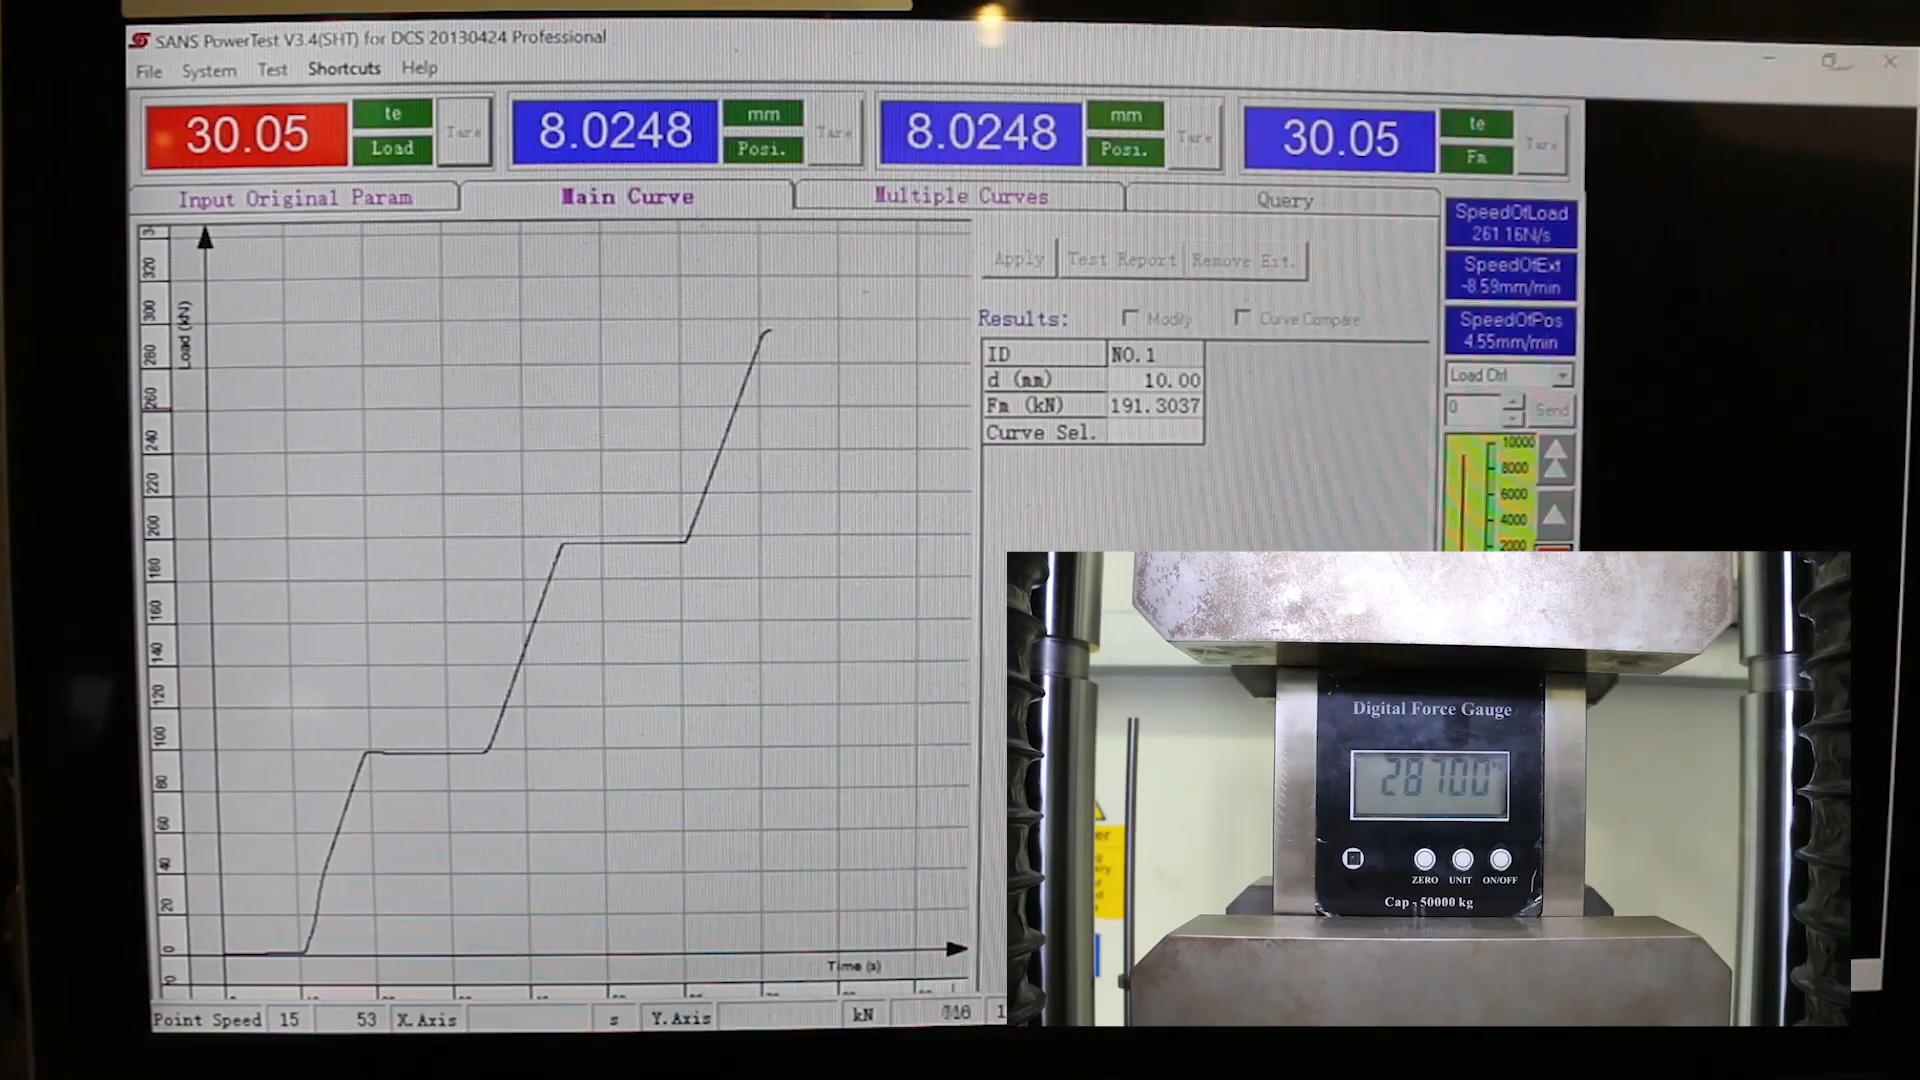 SANS PowerTest V3.4(SHT) for DCS 20130424 Professional
File System Test Shortcuts Help
30.05 te Load Tare
8.0248 mm Posi. Tare
8.0248 mm Posi. Tare
30.05 te Fm Tare
Input Original Param Main Curve Multiple Curves Query
SpeedOfLoad
261.16N/s
SpeedOfExt
-8.59mm/min
SpeedOfPos
4.55mm/min
Load Ctrl
0 Send
10000
8000
6000
4000
2000
Apply Test Report Remove Ext.
Results: Modify Curve Compare
ID NO.1
d (mm) 10.00
Fm (kN) 191.3037
Curve Sel.
Load (kN)
320
300
280
260
240
220
200
180
160
140
120
100
80
60
40
20
0
Time (s)
Point Speed 15 53 X.Axis s Y.Axis kN
Digital Force Gauge
28700
ZERO UNIT ON/OFF
Cap - 50000 kg